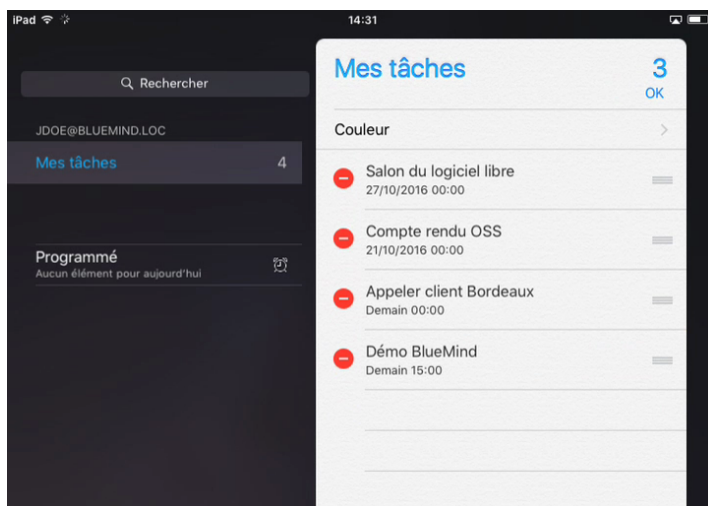 iPad
14:31
Rechercher
JDOE@BLUEMIND.LOC
Mes tâches 4
Programmé
Aucun élément pour aujourd'hui
Mes tâches 3
OK
Couleur
Salon du logiciel libre
27/10/2016 00:00
Compte rendu OSS
21/10/2016 00:00
Appeler client Bordeaux
Demain 00:00
Démo BlueMind
Demain 15:00